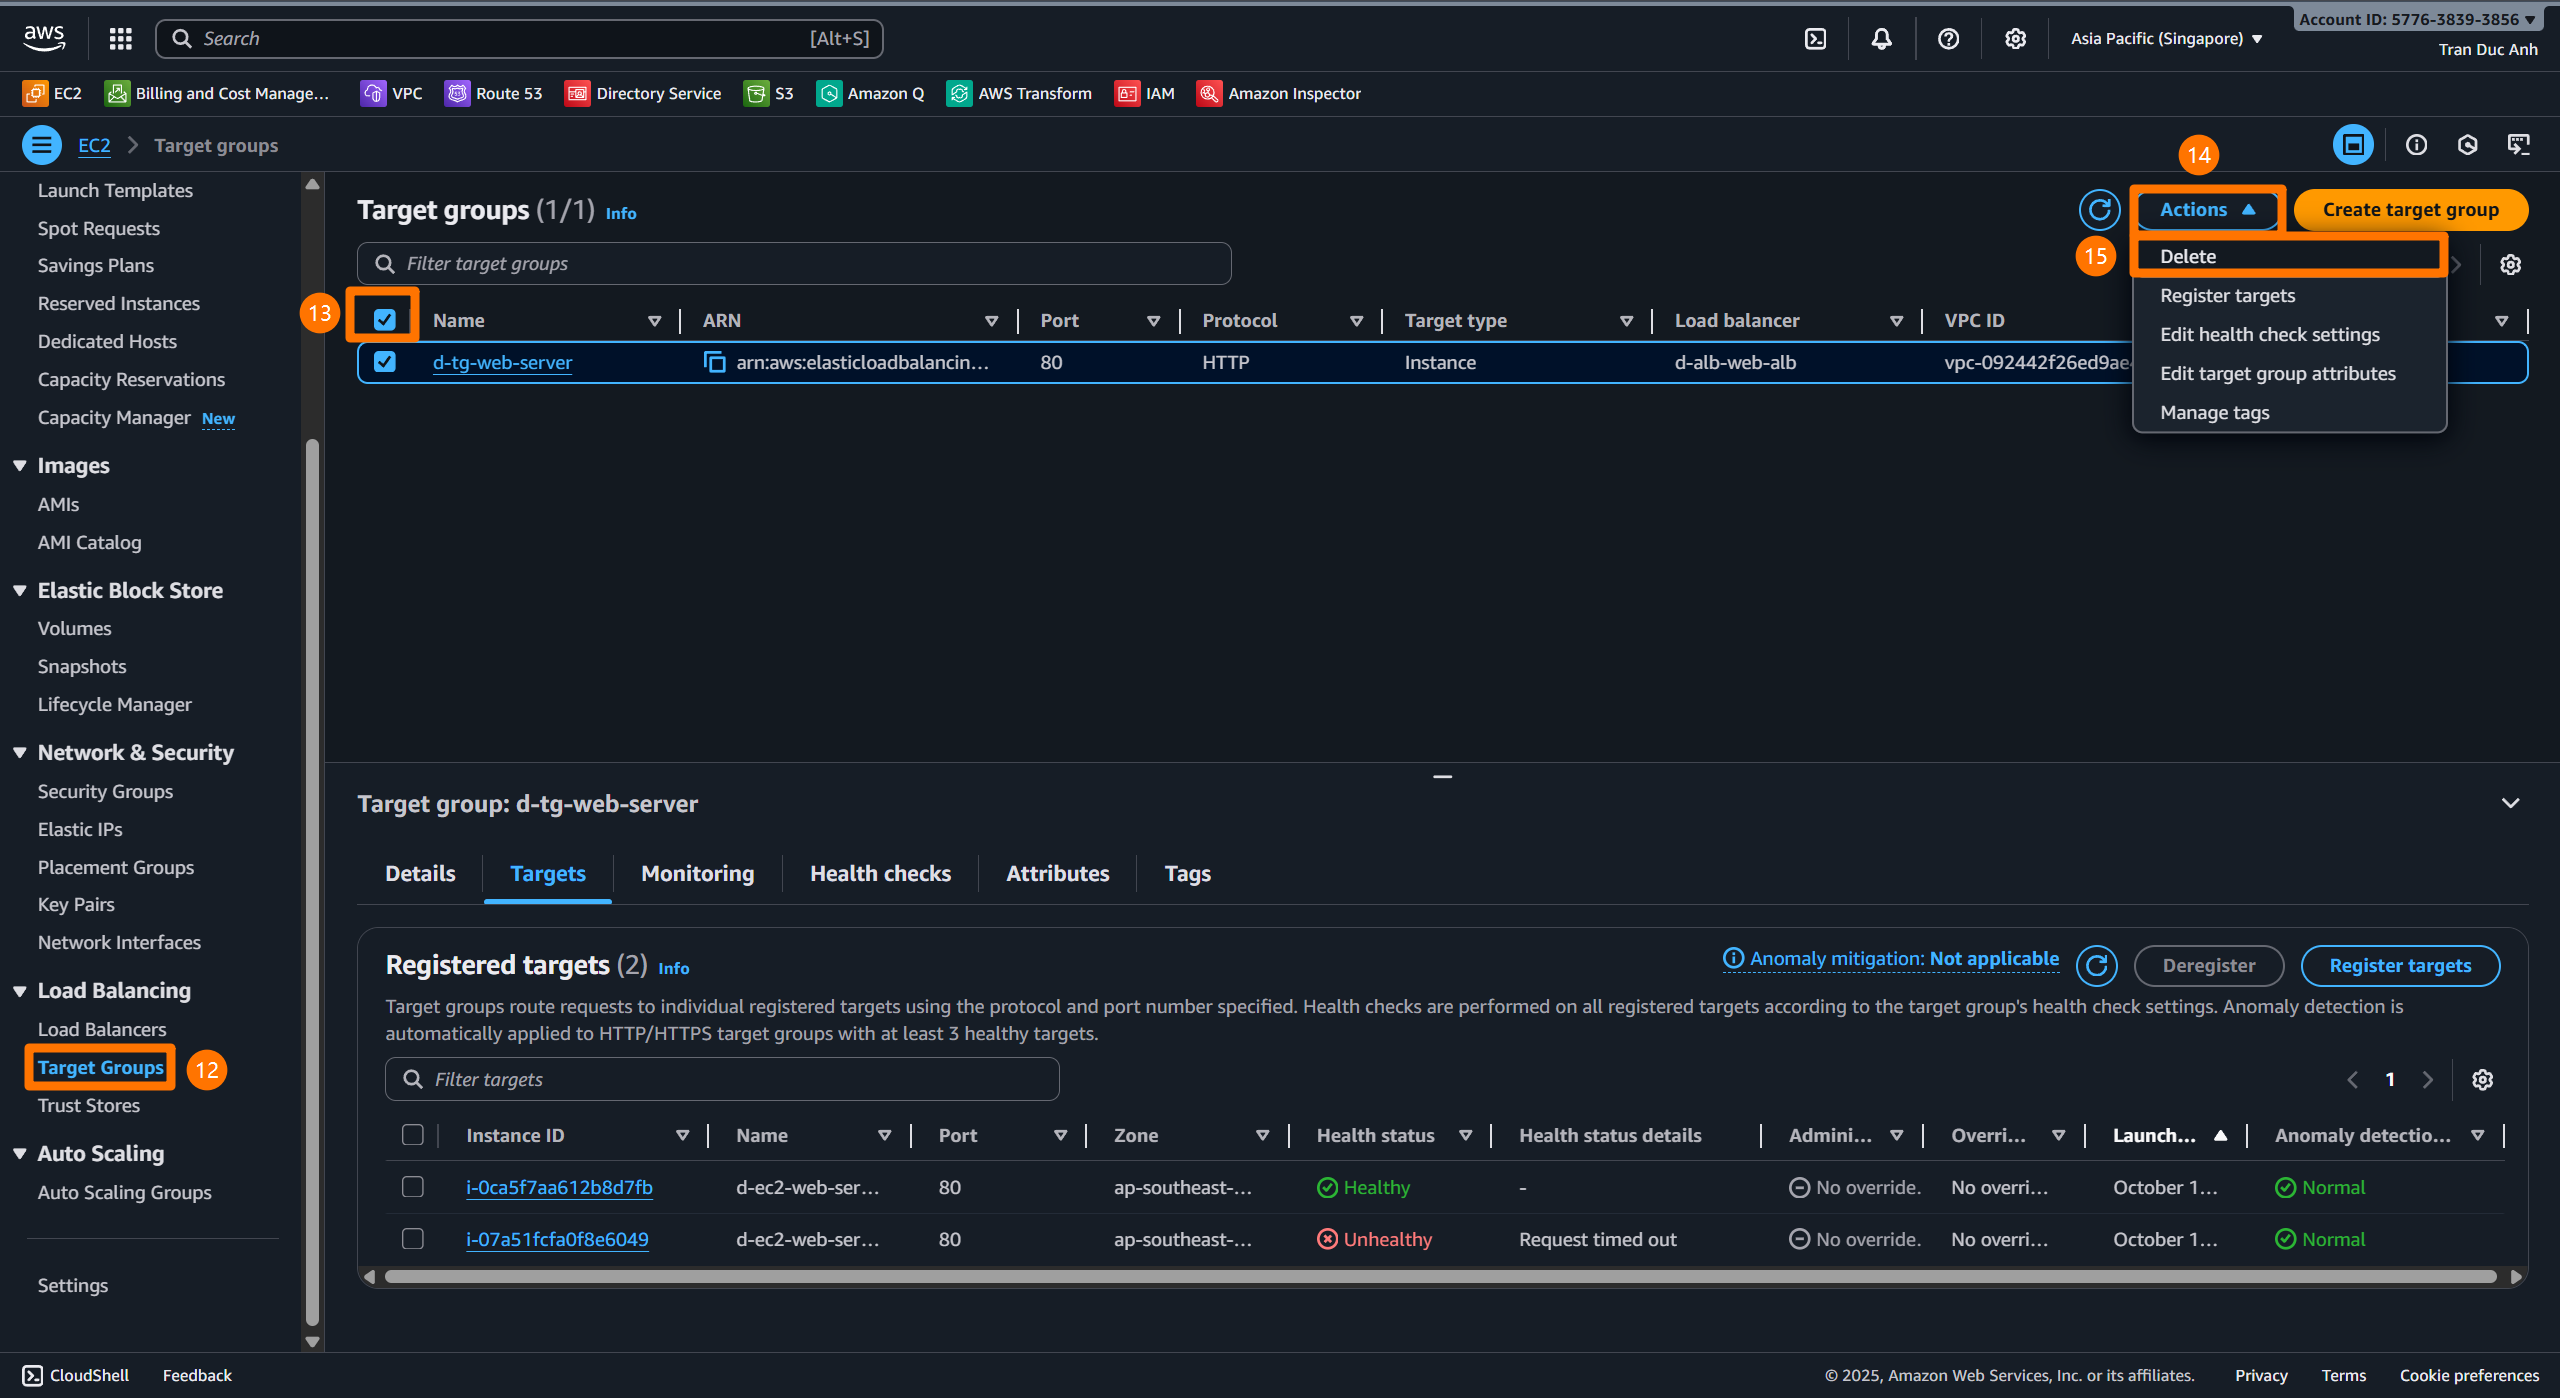 aws
Search [Alt+S]
Asia Pacific (Singapore)
Account ID: 5776-3839-3856
Tran Duc Anh
EC2
Billing and Cost Manage...
VPC
Route 53
Directory Service
S3
Amazon Q
AWS Transform
IAM
Amazon Inspector
EC2
Target groups
Launch Templates
Spot Requests
Savings Plans
Reserved Instances
Dedicated Hosts
Capacity Reservations
Capacity Manager New
Images
AMIs
AMI Catalog
Elastic Block Store
Volumes
Snapshots
Lifecycle Manager
Network & Security
Security Groups
Elastic IPs
Placement Groups
Key Pairs
Network Interfaces
Load Balancing
Load Balancers
Target Groups 12
Trust Stores
Auto Scaling
Auto Scaling Groups
Settings
14
Target groups (1/1) Info
Actions
Create target group
Filter target groups
15
Delete
Register targets
Edit health check settings
Edit target group attributes
Manage tags
13
Name ARN Port Protocol Target type Load balancer VPC ID
d-tg-web-server arn:aws:elasticloadbalancin... 80 HTTP Instance d-alb-web-alb
Target group: d-tg-web-server
Details Targets Monitoring Health checks Attributes Tags
Registered targets (2) Info
Anomaly mitigation: Not applicable
Deregister
Register targets
Target groups route requests to individual registered targets using the protocol and port number specified. Health checks are performed on all registered targets according to the target group's health check settings. Anomaly detection is
automatically applied to HTTP/HTTPS target groups with at least 3 healthy targets.
Filter targets
1
Instance ID Name Port Zone Health status Health status details Admini... Overri... Launch... Anomaly detectio...
i-0ca5f7aa612b8d7fb d-ec2-web-ser... 80 ap-southeast-... Healthy - No override. No overri... October 1... Normal
i-07a51fcfa0f8e6049 d-ec2-web-ser... 80 ap-southeast-... Unhealthy Request timed out No override. No overri... October 1... Normal
CloudShell
Feedback
© 2025, Amazon Web Services, Inc. or its affiliates.
Privacy
Terms
Cookie preferences